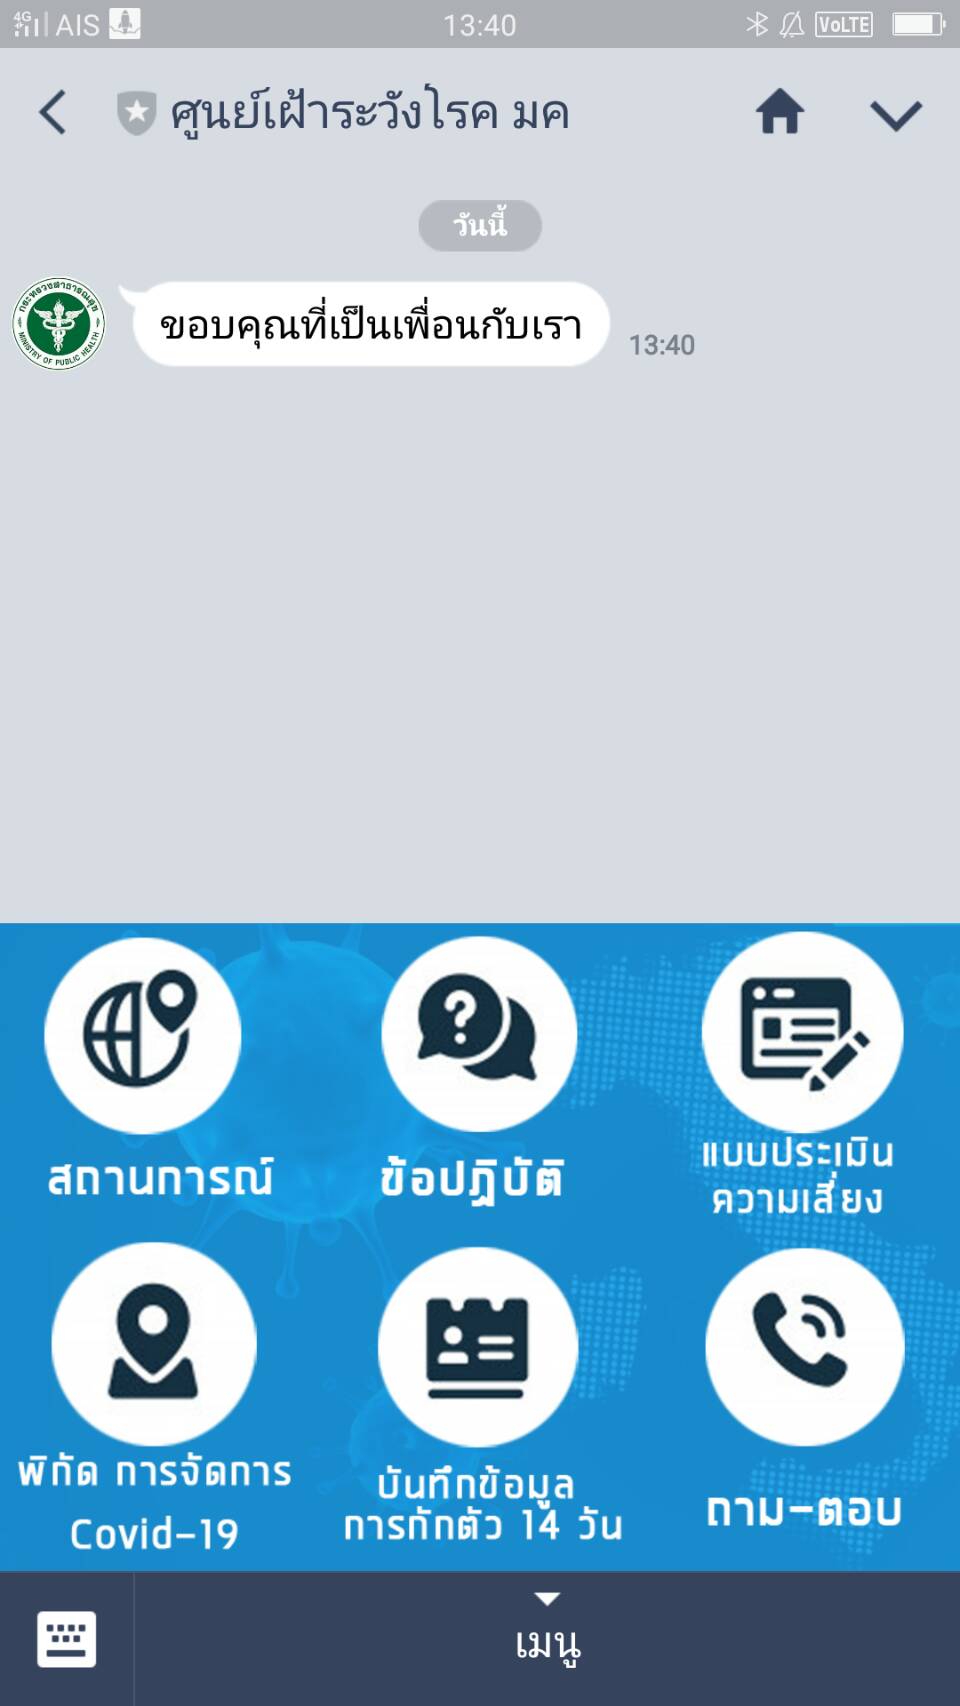 4G AIS 13:40 VoLTE
ศูนย์เฝ้าระวังโรค มค
วันนี้
กระทรวงสาธารณสุข
MINISTRY OF PUBLIC HEALTH
ขอบคุณที่เป็นเพื่อนกับเรา
13:40
สถานการณ์
ข้อปฏิบัติ
แบบประเมิน
ความเสี่ยง
พิกัด การจัดการ
Covid-19
บันทึกข้อมูล
การกักตัว 14 วัน
ถาม-ตอบ
เมนู